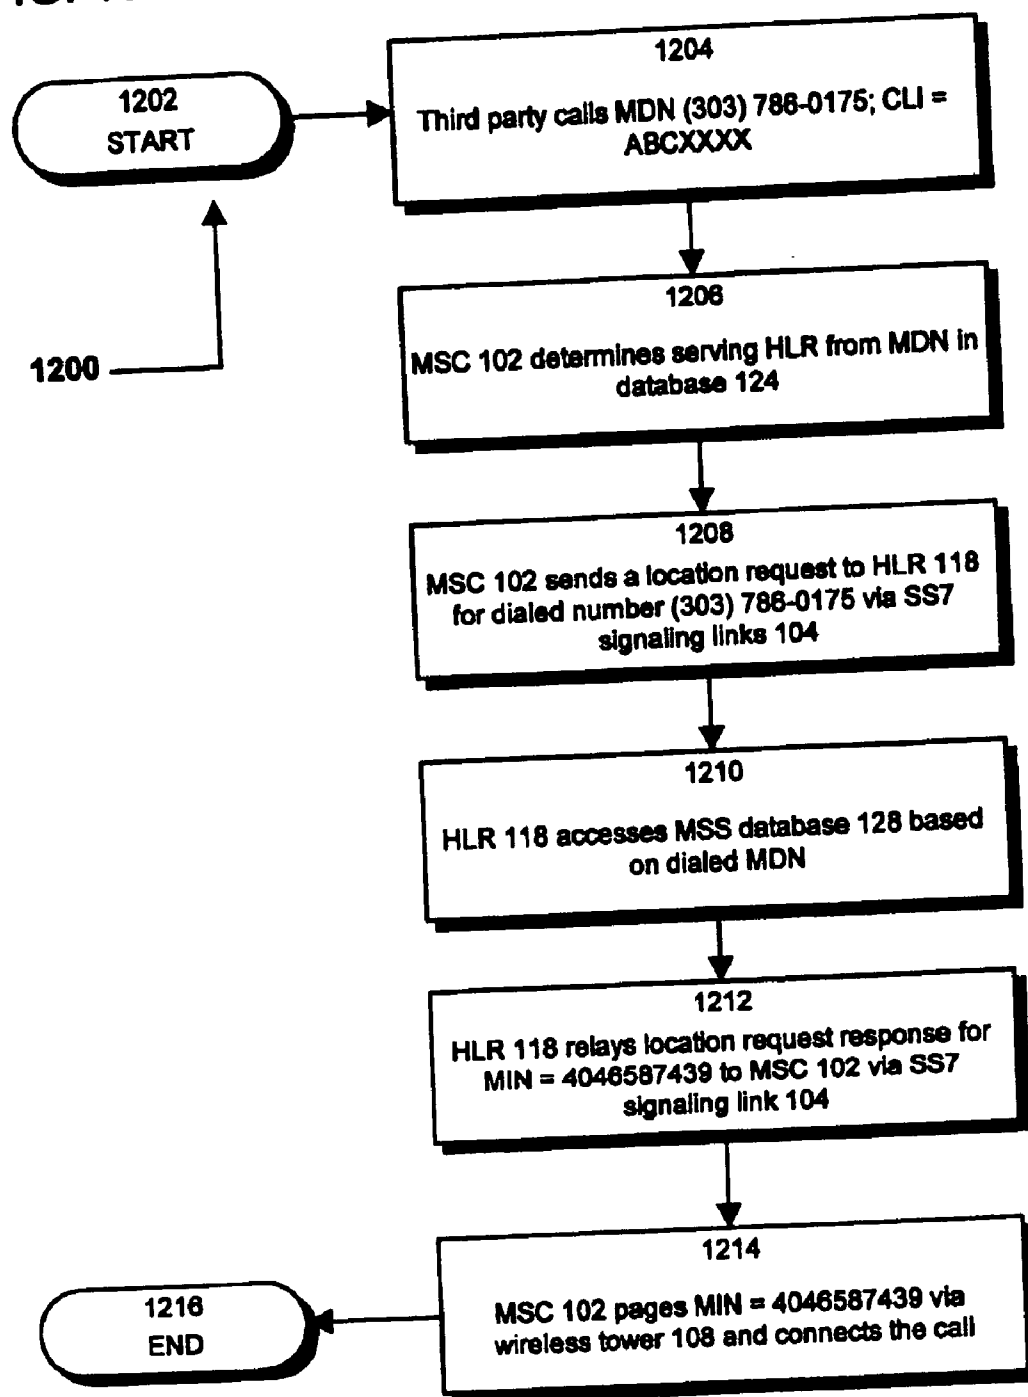 1202
START
1204
Third party calls MDN (303) 786-0175; CLI =
ABCXXXX
1200
1206
MSC 102 determines serving HLR from MDN in
database 124
1208
MSC 102 sends a location request to HLR 118
for dialed number (303) 786-0175 via SS7
signaling links 104
1210
HLR 118 accesses MSS database 128 based
on dialed MDN
1212
HLR 118 relays location request response for
MIN = 4046587439 to MSC 102 via SS7
signaling link 104
1214
MSC 102 pages MIN = 4046587439 via
wireless tower 108 and connects the call
1216
END